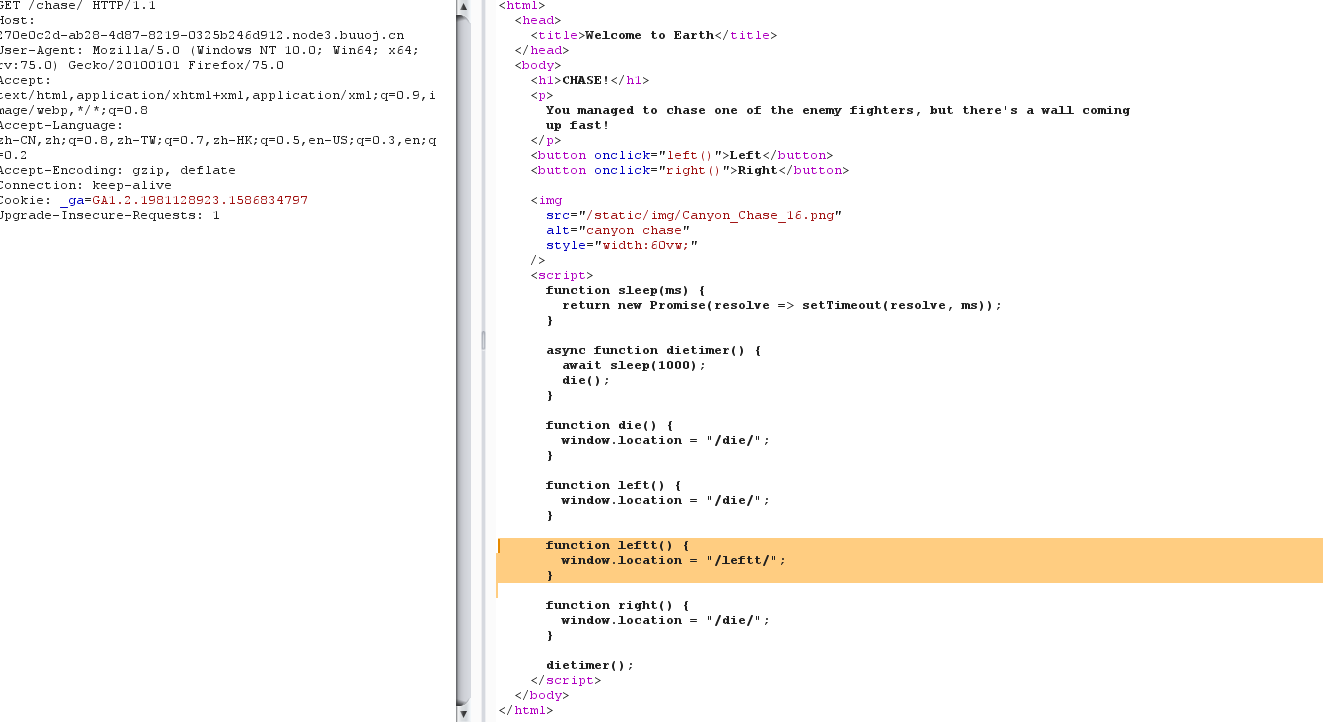 GET /chase/ HTTP/1.1
Host:
270e0c2d-ab28-4d87-8219-0325b246d912.node3.buuoj.cn
User-Agent: Mozilla/5.0 (Windows NT 10.0; Win64; x64;
rv:75.0) Gecko/20100101 Firefox/75.0
Accept:
text/html,application/xhtml+xml,application/xml;q=0.9,i
mage/webp,*/*;q=0.8
Accept-Language:
zh-CN,zh;q=0.8,zh-TW;q=0.7,zh-HK;q=0.5,en-US;q=0.3,en;q
=0.2
Accept-Encoding: gzip, deflate
Connection: keep-alive
Cookie: _ga=GA1.2.1981128923.1586834797
Upgrade-Insecure-Requests: 1
<html>
<head>
<title>Welcome to Earth</title>
</head>
<body>
<h1>CHASE!</h1>
<p>
You managed to chase one of the enemy fighters, but there's a wall coming
up fast!
</p>
<button onclick="left()">Left</button>
<button onclick="right()">Right</button>
<img
src="/static/img/Canyon_Chase_16.png"
alt="canyon chase"
style="width:60vw;"
/>
<script>
function sleep(ms) {
return new Promise(resolve => setTimeout(resolve, ms));
}
async function dietimer() {
await sleep(1000);
die();
}
function die() {
window.location = "/die/";
}
function left() {
window.location = "/die/";
}
function leftt() {
window.location = "/leftt/";
}
function right() {
window.location = "/die/";
}
dietimer();
</script>
</body>
</html>